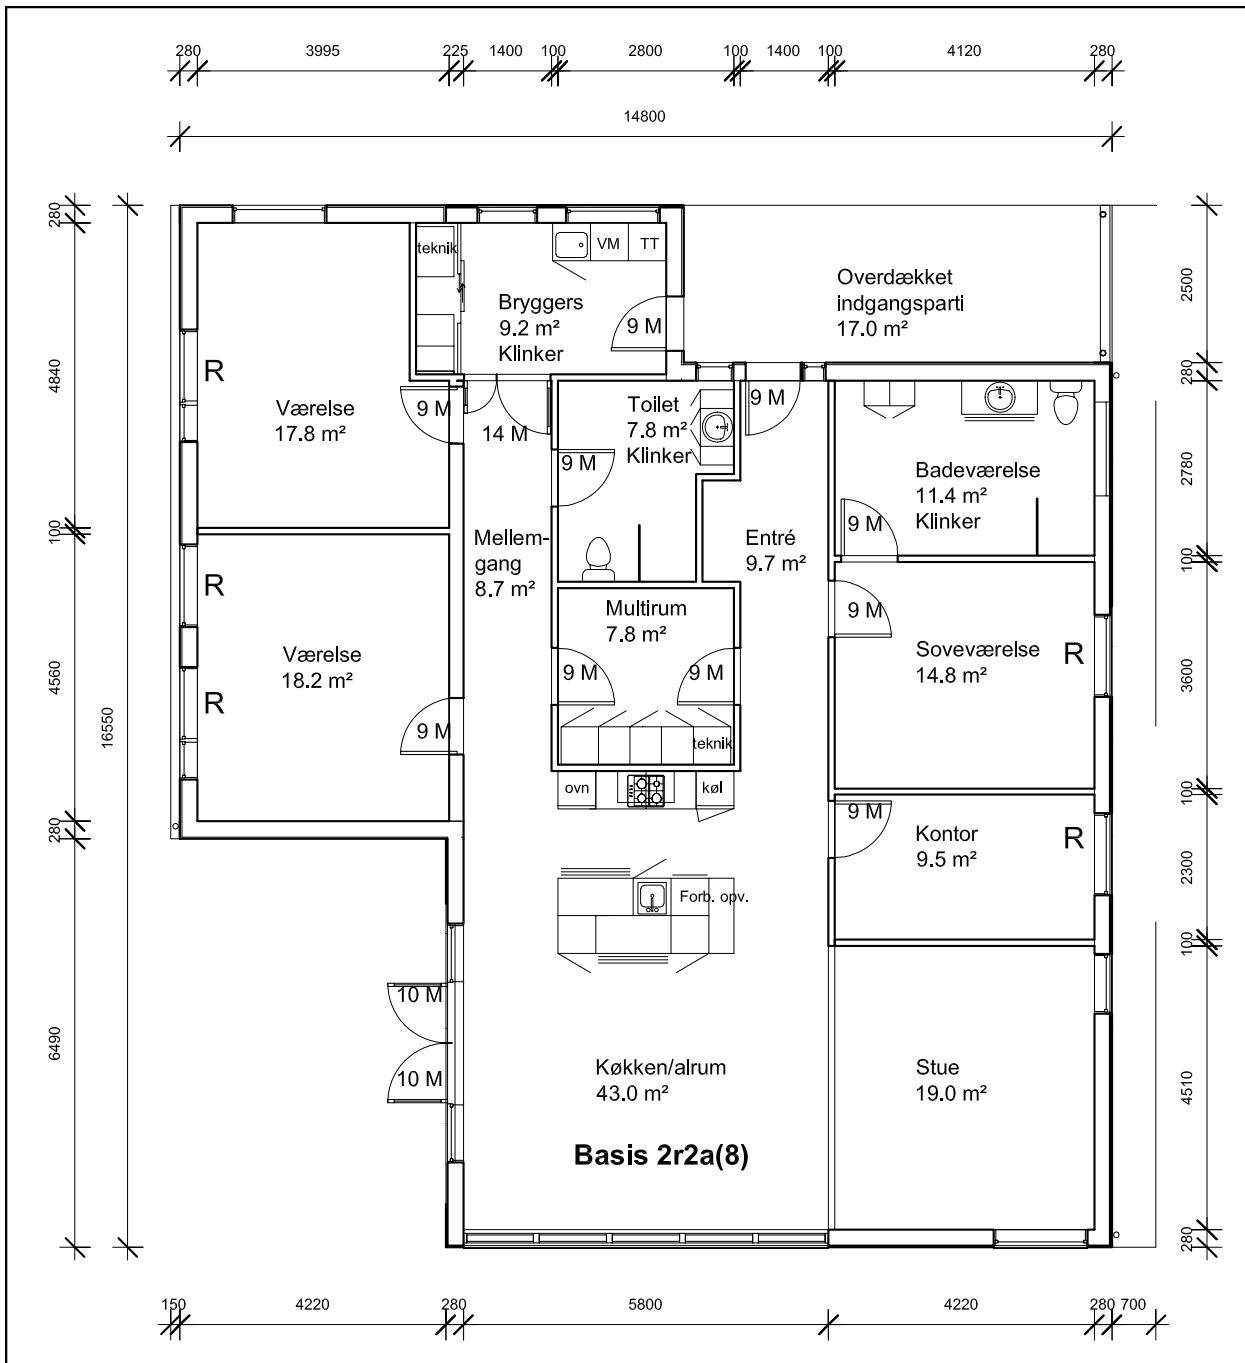 280 3995 225 1400 100 2800 100 1400 100 4120 280
14800
280
4840
100
4560
280
6490
16550
2500
280
2780
100
3600
100
2300
100
4510
280
teknik
VM TT
Bryggers
9.2 m²
Klinker
9 M
Overdækket
indgangsparti
17.0 m²
R
Værelse
17.8 m²
9 M
14 M
Toilet
7.8 m²
Klinker
9 M
9 M
Badeværelse
11.4 m²
Klinker
9 M
Mellem-
gang
8.7 m²
Entré
9.7 m²
R
Værelse
18.2 m²
R
9 M
Multirum
7.8 m²
9 M 9 M
teknik
9 M
Soveværelse
14.8 m²
R
ovn køl
9 M
Kontor
9.5 m²
R
Forb. opv.
10 M
10 M
Køkken/alrum
43.0 m²
Stue
19.0 m²
Basis 2r2a(8)
150 4220 280 5800 4220 280 700